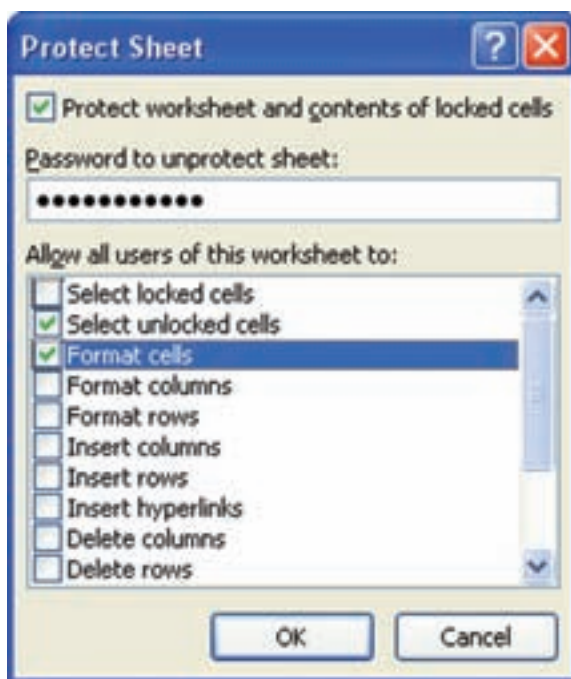 Protect Sheet
Protect worksheet and contents of locked cells
Password to unprotect sheet:
•••••••••••
Allow all users of this worksheet to:
Select locked cells
Select unlocked cells
Format cells
Format columns
Format rows
Insert columns
Insert rows
Insert hyperlinks
Delete columns
Delete rows
OK Cancel